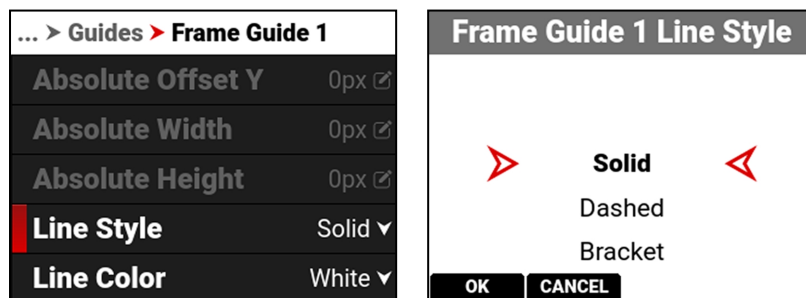 ... > Guides > Frame Guide 1
Absolute Offset Y 0px
Absolute Width 0px
Absolute Height 0px
Line Style Solid
Line Color White
Frame Guide 1 Line Style
Solid
Dashed
Bracket
OK CANCEL